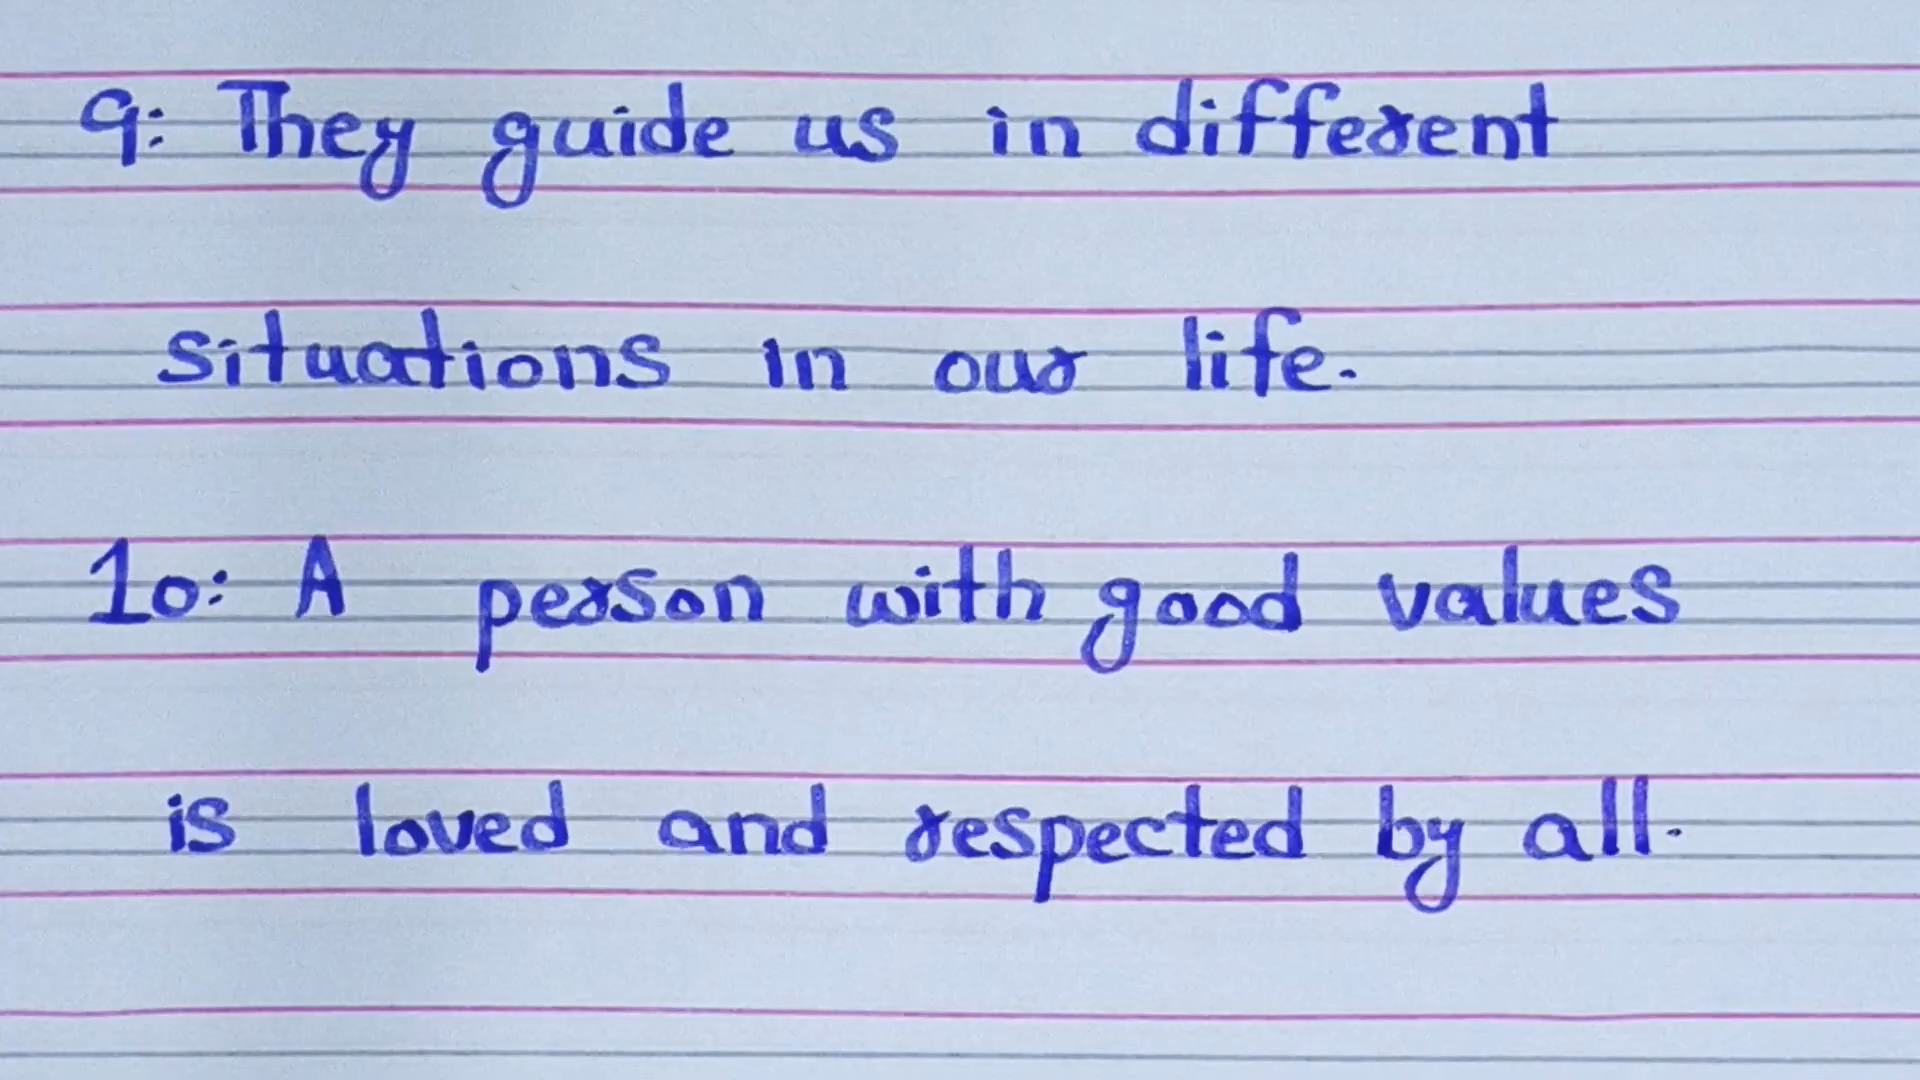 9: They guide us in different
situations in our life.
10: A person with good values
is loved and respected by all.